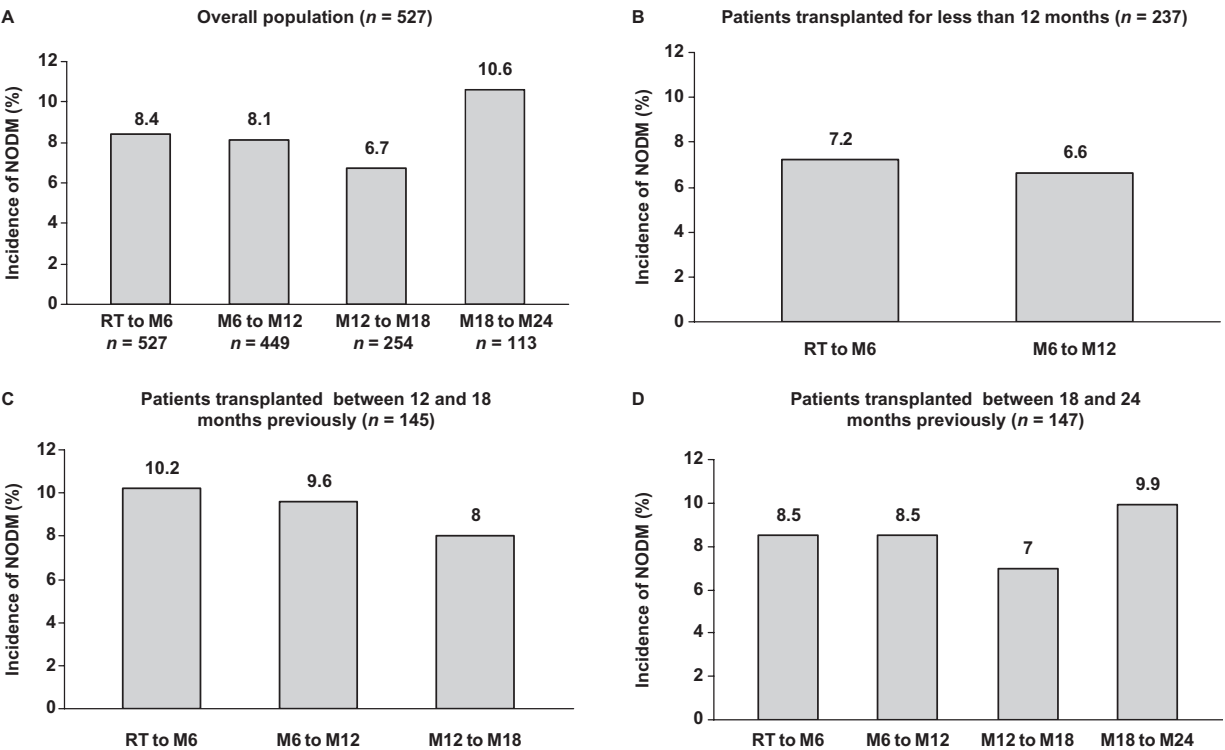 A
Overall population (n = 527)
Incidence of NODM (%)
12
10
8
6
4
2
0
8.4
8.1
6.7
10.6
RT to M6
n = 527
M6 to M12
n = 449
M12 to M18
n = 254
M18 to M24
n = 113
B
Patients transplanted for less than 12 months (n = 237)
Incidence of NODM (%)
12
10
8
6
4
2
0
7.2
6.6
RT to M6
M6 to M12
C
Patients transplanted between 12 and 18
months previously (n = 145)
Incidence of NODM (%)
12
10
8
6
4
2
0
10.2
9.6
8
RT to M6
M6 to M12
M12 to M18
D
Patients transplanted between 18 and 24
months previously (n = 147)
Incidence of NODM (%)
12
10
8
6
4
2
0
8.5
8.5
7
9.9
RT to M6
M6 to M12
M12 to M18
M18 to M24